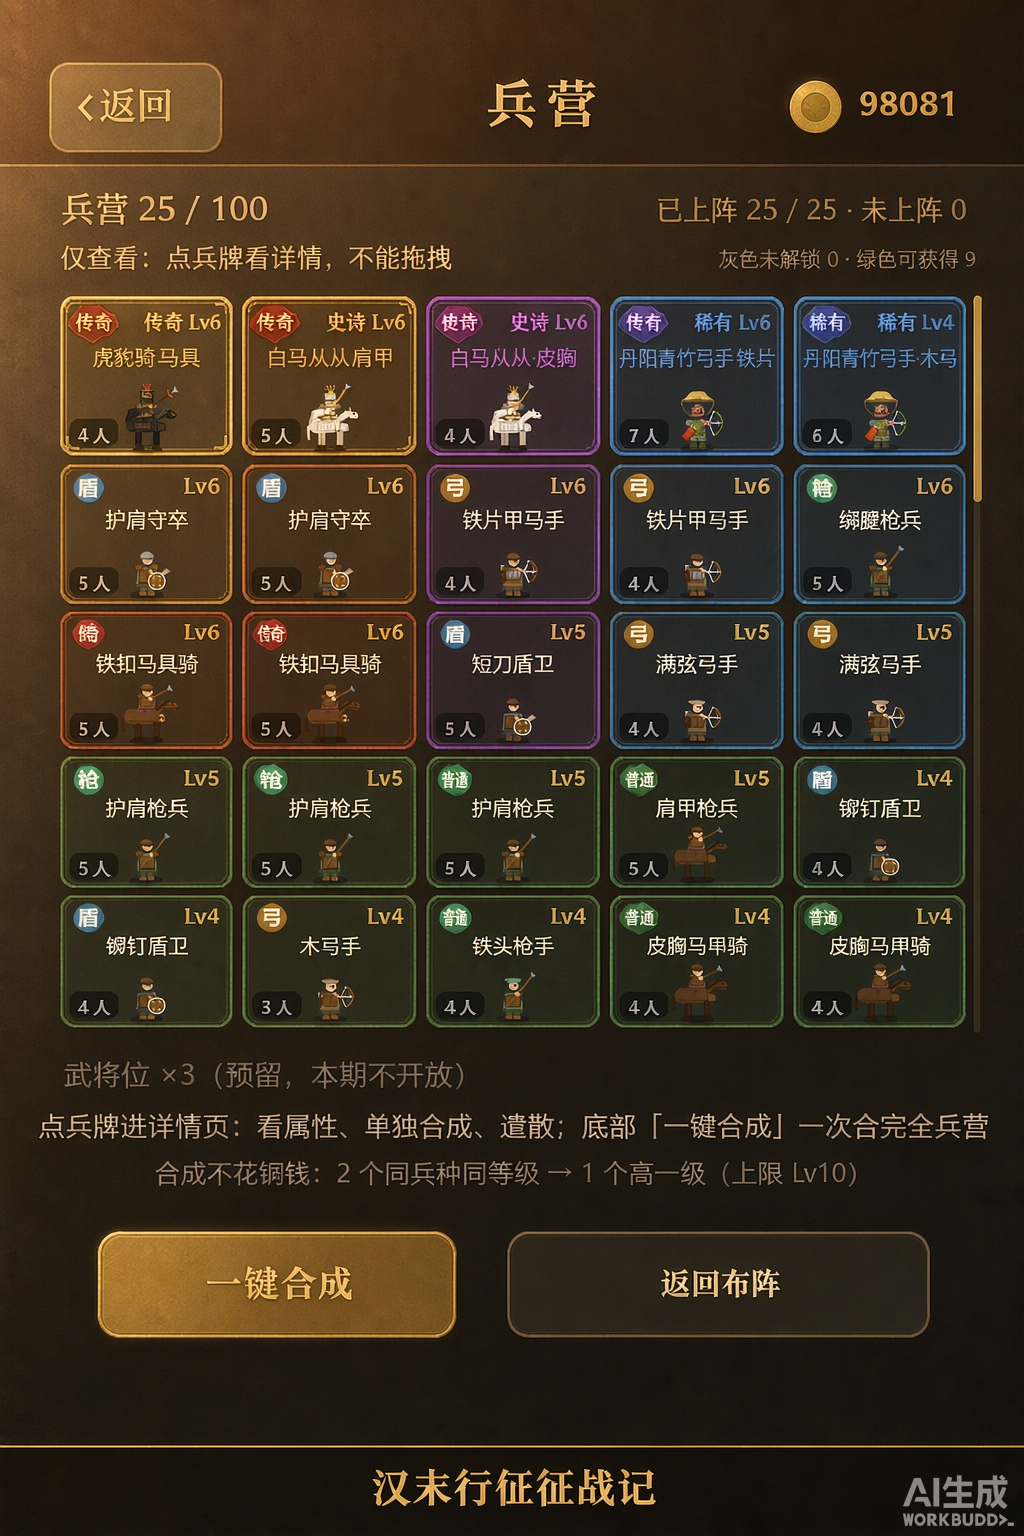 返回
兵营
98081
兵营 25 / 100
已上阵 25 / 25 · 未上阵 0
仅查看：点兵牌看详情，不能拖拽
灰色未解锁 0 · 绿色可获得 9
传奇 传奇 Lv6
虎豹骑马具
4人
传奇 史诗 Lv6
白马从从肩甲
5人
史诗 Lv6
白马从从·皮胸
4人
传有 稀有 Lv6
丹阳青竹弓手铁片
7人
稀有 稀有 Lv4
丹阳青竹弓手·木弓
6人
盾 Lv6
护肩守卒
5人
盾 Lv6
护肩守卒
5人
弓 Lv6
铁片甲马手
4人
弓 Lv6
铁片甲马手
4人
Lv6
枪兵
5人
Lv6
铁扣马具骑
5人
传奇 Lv6
铁扣马具骑
5人
盾 Lv5
短刀盾卫
5人
弓 Lv5
满弦弓手
4人
弓 Lv5
满弦马手
4人
枪 Lv5
护肩枪兵
5人
Lv5
护肩枪兵
5人
普通 Lv5
护肩枪兵
5人
普通 Lv5
肩甲枪兵
5人
Lv4
铆钉盾卫
4人
盾 Lv4
钉盾卫
4人
弓 Lv4
木弓手
3人
普通 Lv4
铁头枪手
4人
普通 Lv4
皮胸马甲骑
4人
普通 Lv4
皮胸马甲骑
4人
武将位 ×3（预留，本期不开放）
点兵牌进详情页：看属性、单独合成、遣散；底部「一键合成」一次合完全兵营
合成不花铜钱：2 个同兵种同等级 → 1 个高一级（上限 Lv10）
一键合成
返回布阵
汉末行征征战记
AI生成
WORKBUDD>_